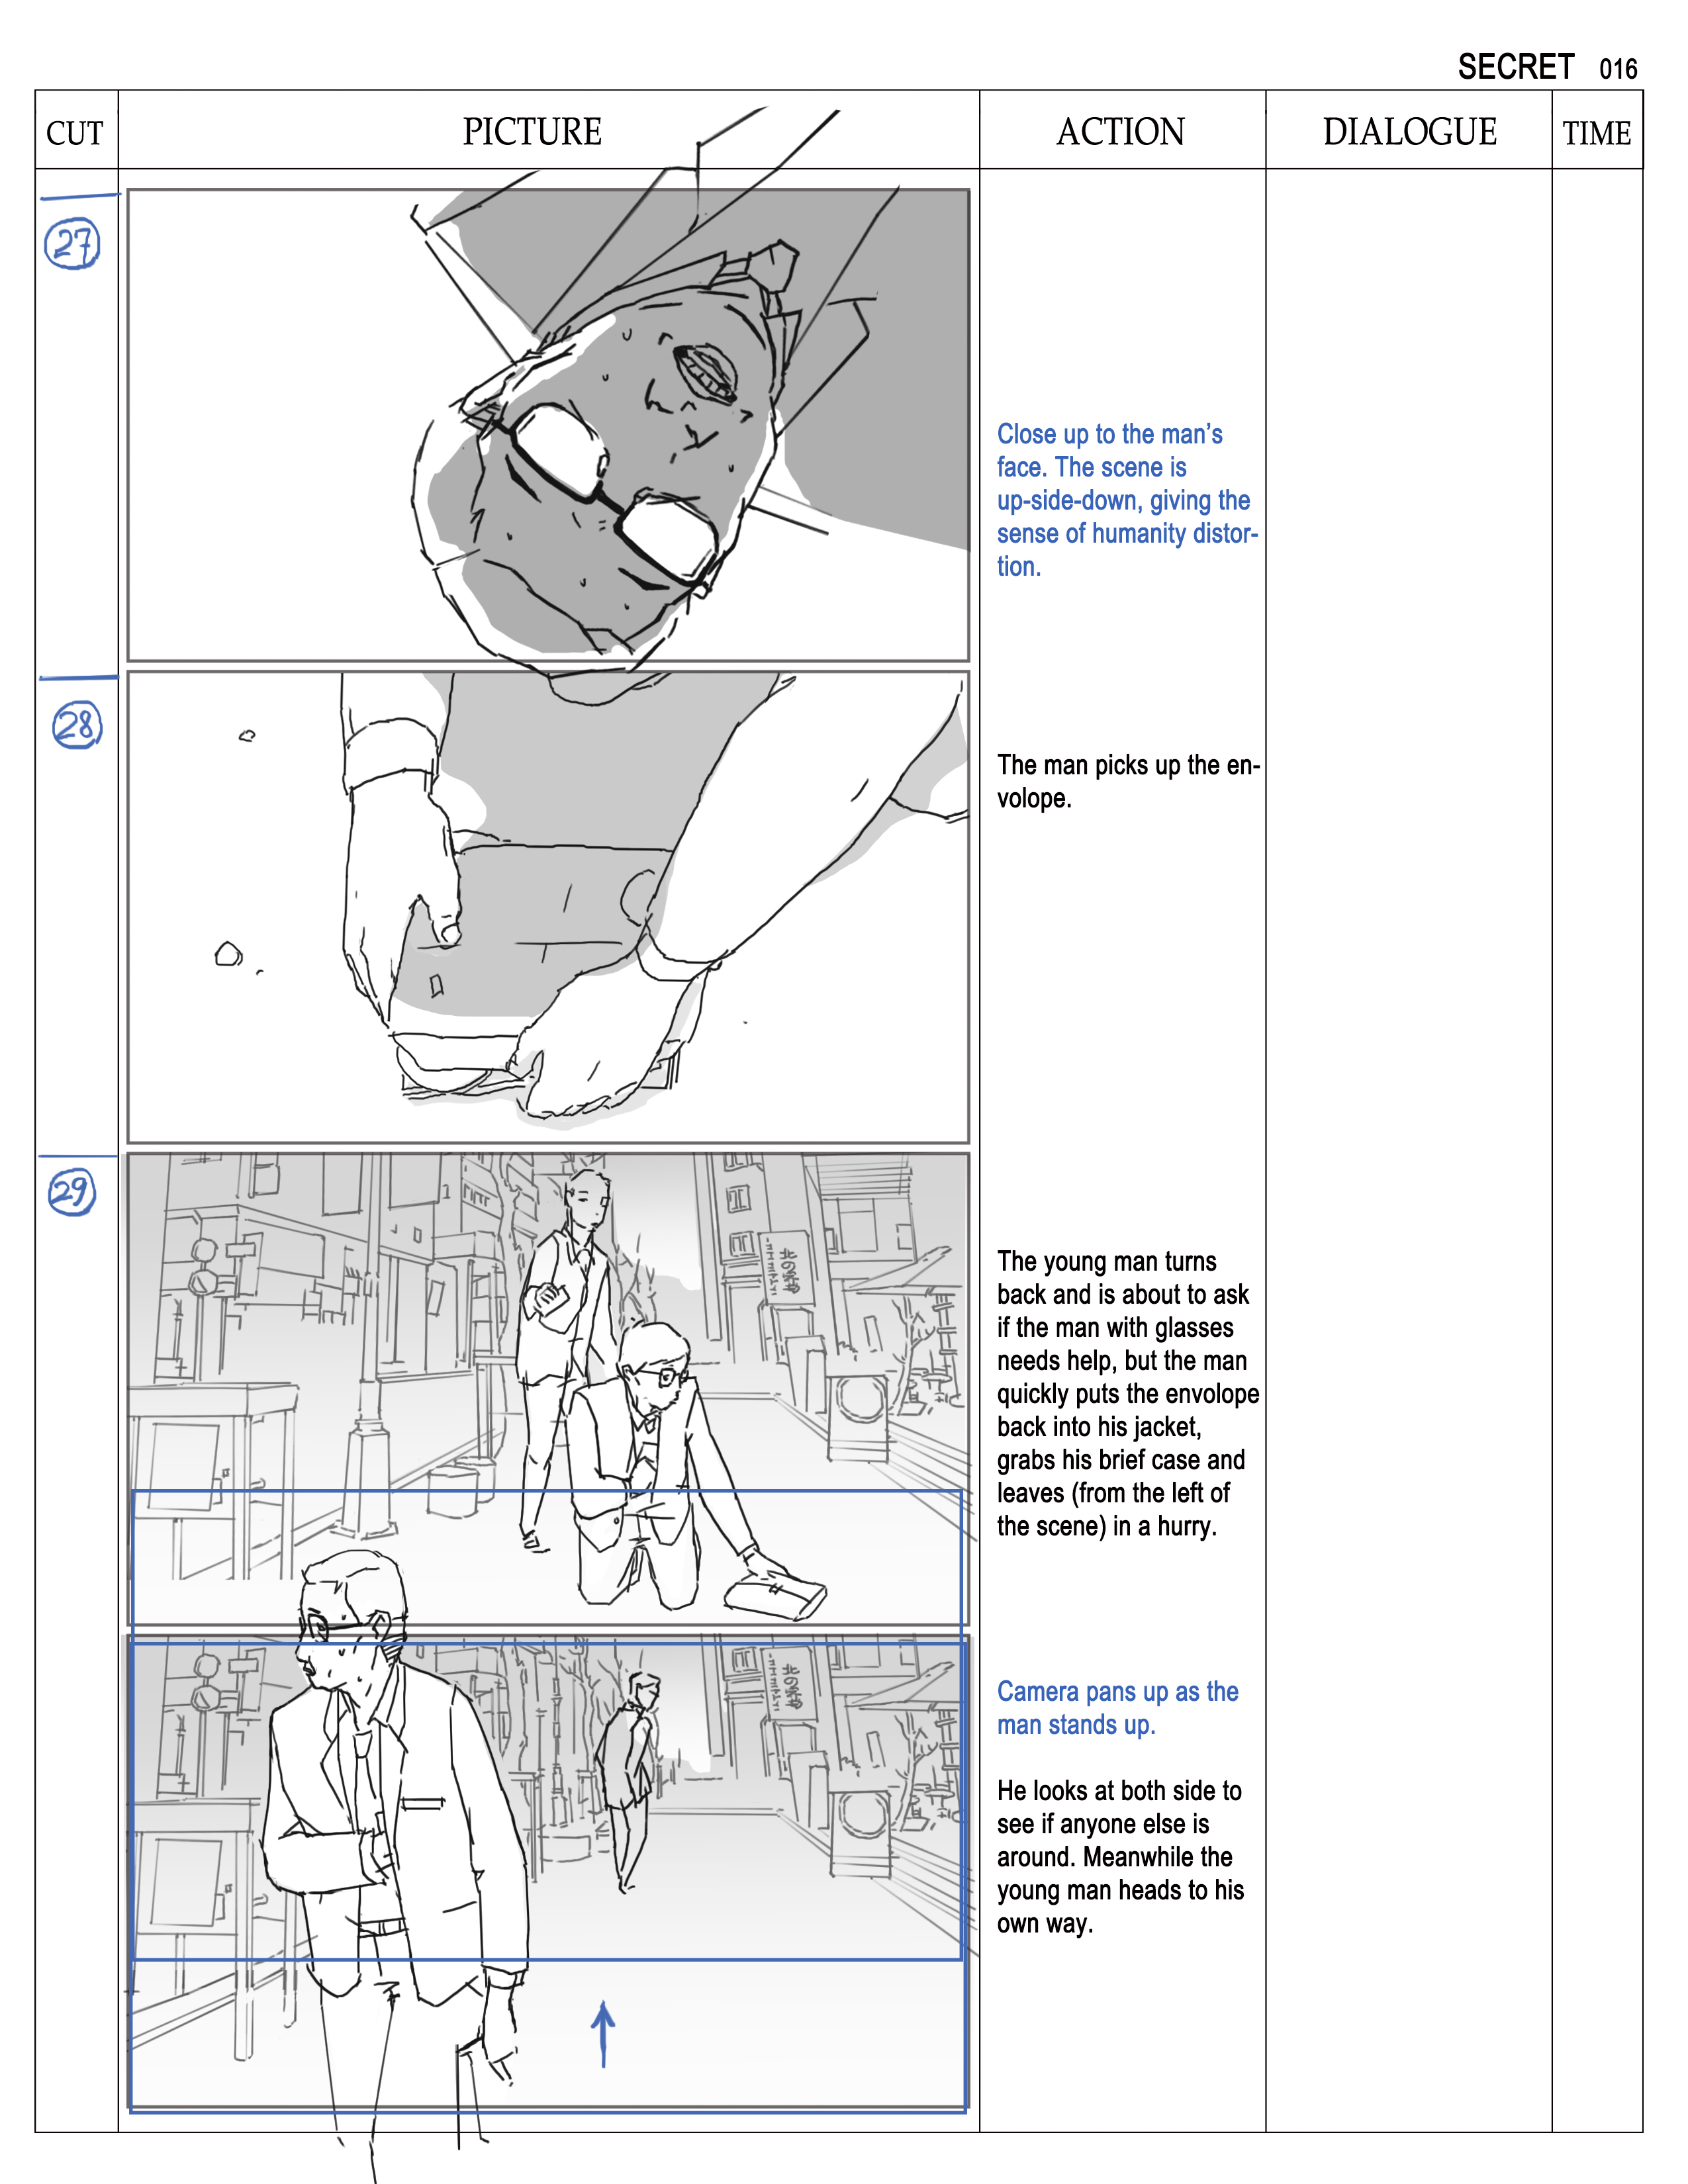 SECRET 016
CUT PICTURE ACTION DIALOGUE TIME
27
Close up to the man's
face. The scene is
up-side-down, giving the
sense of humanity distor-
tion.
28
The man picks up the en-
volope.
29
The young man turns
back and is about to ask
if the man with glasses
needs help, but the man
quickly puts the envolope
back into his jacket,
grabs his brief case and
leaves (from the left of
the scene) in a hurry.
Camera pans up as the
man stands up.
He looks at both side to
see if anyone else is
around. Meanwhile the
young man heads to his
own way.